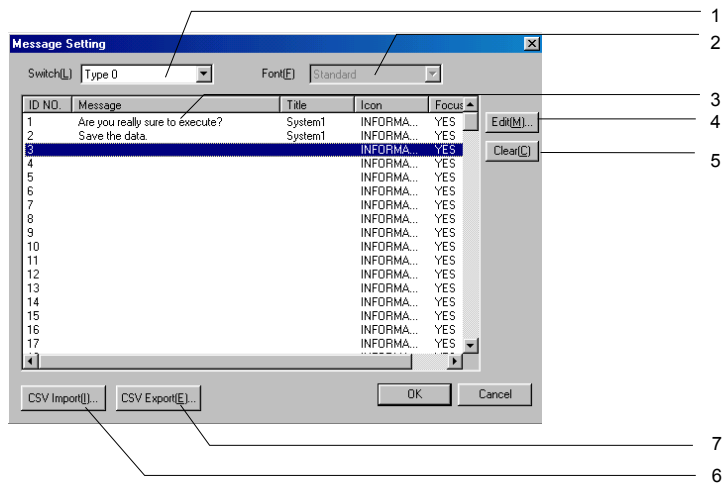 1
Message Setting
2
Switch(L) Type 0 Font(F) Standard
3
ID NO. Message Title Icon Focus
1 Are you really sure to execute? System1 INFORMA... YES
Edit(M)...
4
2 Save the data. System1 INFORMA... YES
3 INFORMA... YES
Clear(C)
5
4 INFORMA... YES
5 INFORMA... YES
6 INFORMA... YES
7 INFORMA... YES
8 INFORMA... YES
9 INFORMA... YES
10 INFORMA... YES
11 INFORMA... YES
12 INFORMA... YES
13 INFORMA... YES
14 INFORMA... YES
15 INFORMA... YES
16 INFORMA... YES
17 INFORMA... YES
CSV Import(I)... CSV Export(E)... OK Cancel
7
6